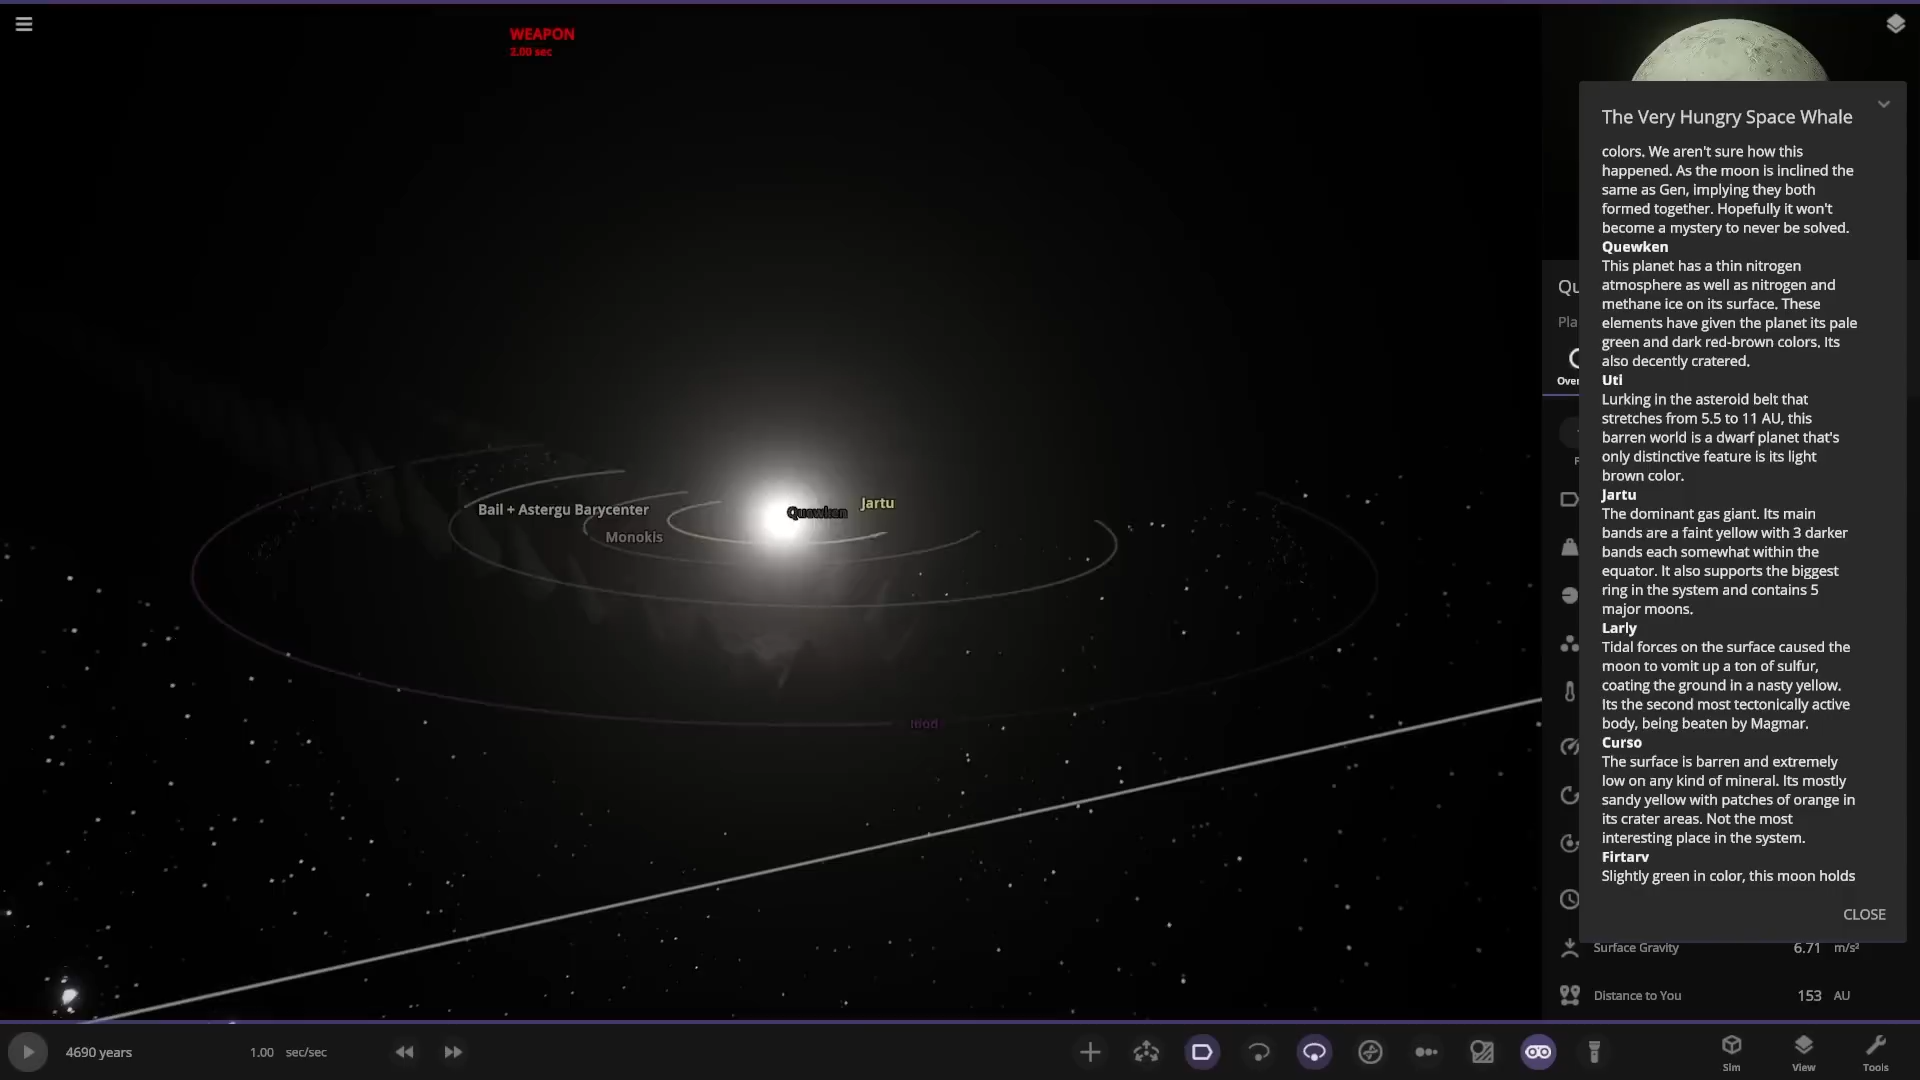 WEAPON
2.00 sec
The Very Hungry Space Whale
colors. We aren't sure how this
happened. As the moon is inclined the
same as Gen, implying they both
formed together. Hopefully it won't
become a mystery to never be solved.
Quewken
This planet has a thin nitrogen
atmosphere as well as nitrogen and
methane ice on its surface. These
elements have given the planet its pale
green and dark red-brown colors. Its
also decently cratered.
Uti
Lurking in the asteroid belt that
stretches from 5.5 to 11 AU, this
barren world is a dwarf planet that's
only distinctive feature is its light
brown color.
Jartu
The dominant gas giant. Its main
bands are a faint yellow with 3 darker
bands each somewhat within the
equator. It also supports the biggest
ring in the system and contains 5
major moons.
Larly
Tidal forces on the surface caused the
moon to vomit up a ton of sulfur,
coating the ground in a nasty yellow.
Its the second most tectonically active
body, being beaten by Magmar.
Curso
The surface is barren and extremely
low on any kind of mineral. Its mostly
sandy yellow with patches of orange in
its crater areas. Not the most
interesting place in the system.
Firtarv
Slightly green in color, this moon holds
CLOSE
Qu
Pla
Over
Surface Gravity 6.71 m/s²
Distance to You 153 AU
Jartu
Quewken
Bail + Astergu Barycenter
Monokis
4690 years
1.00 sec/sec
Sim
View
Tools